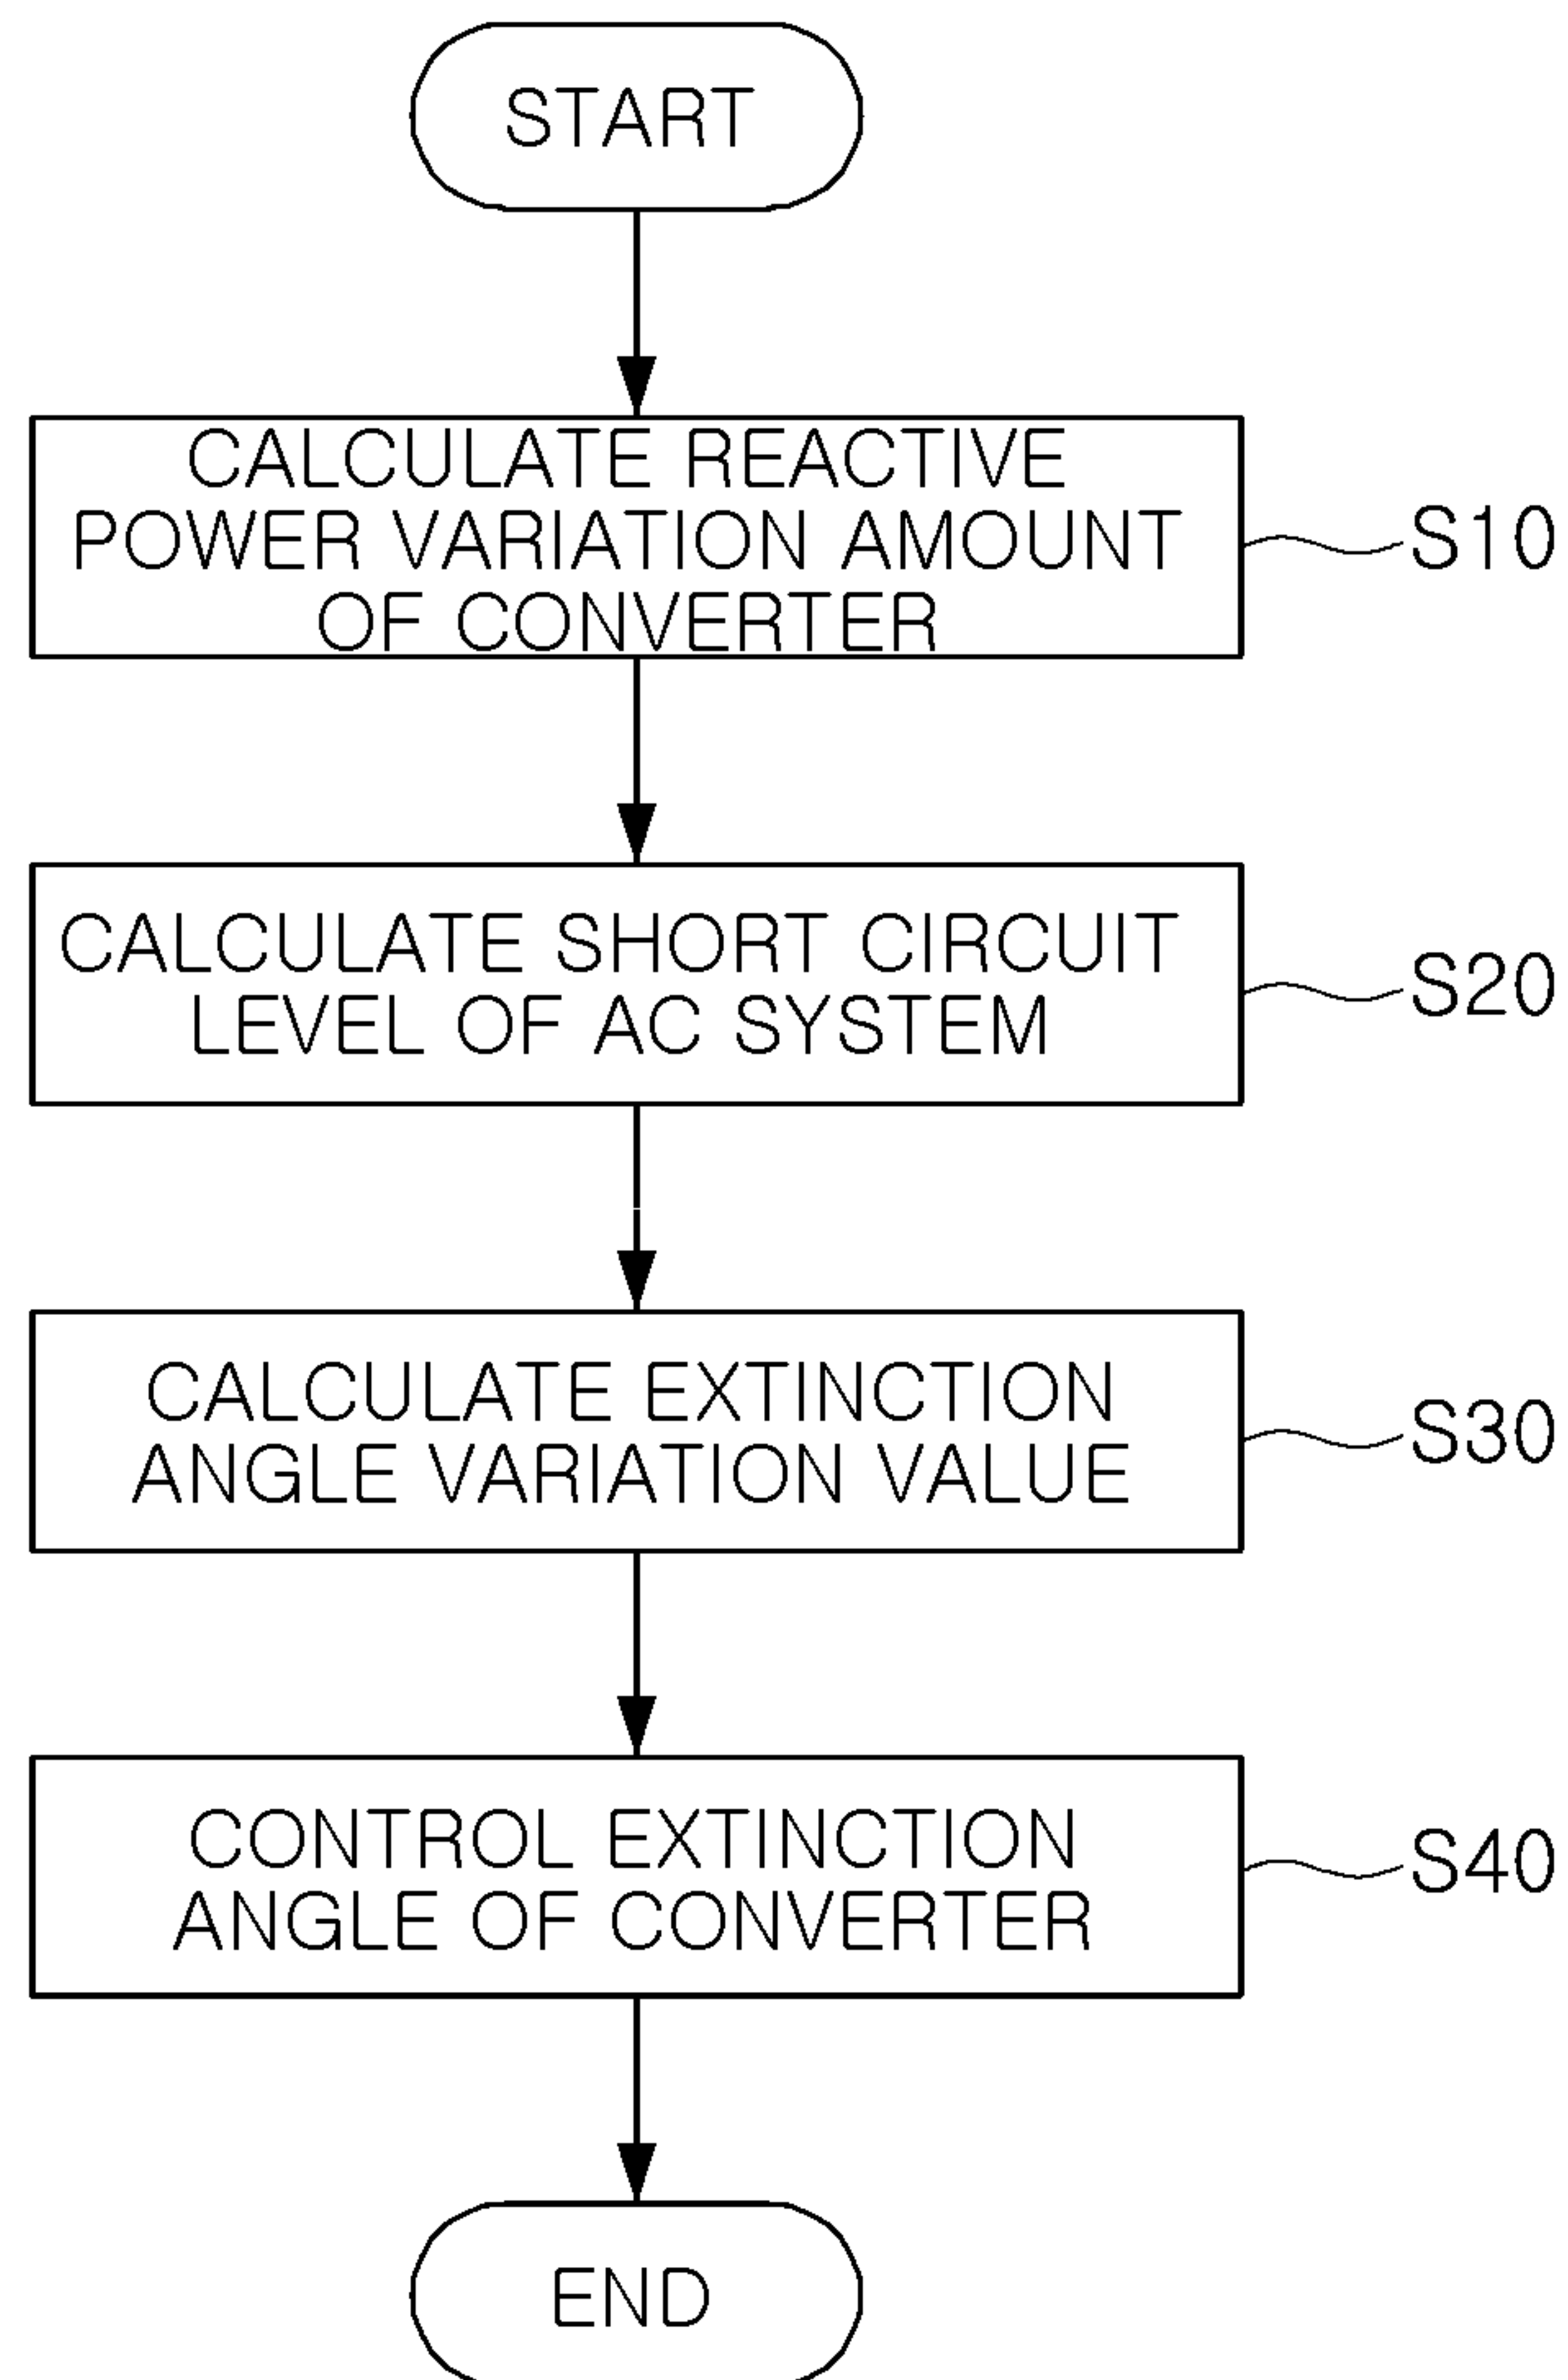 START
CALCULATE REACTIVE
POWER VARIATION AMOUNT
OF CONVERTER
S10
CALCULATE SHORT CIRCUIT
LEVEL OF AC SYSTEM
S20
CALCULATE EXTINCTION
ANGLE VARIATION VALUE
S30
CONTROL EXTINCTION
ANGLE OF CONVERTER
S40
END